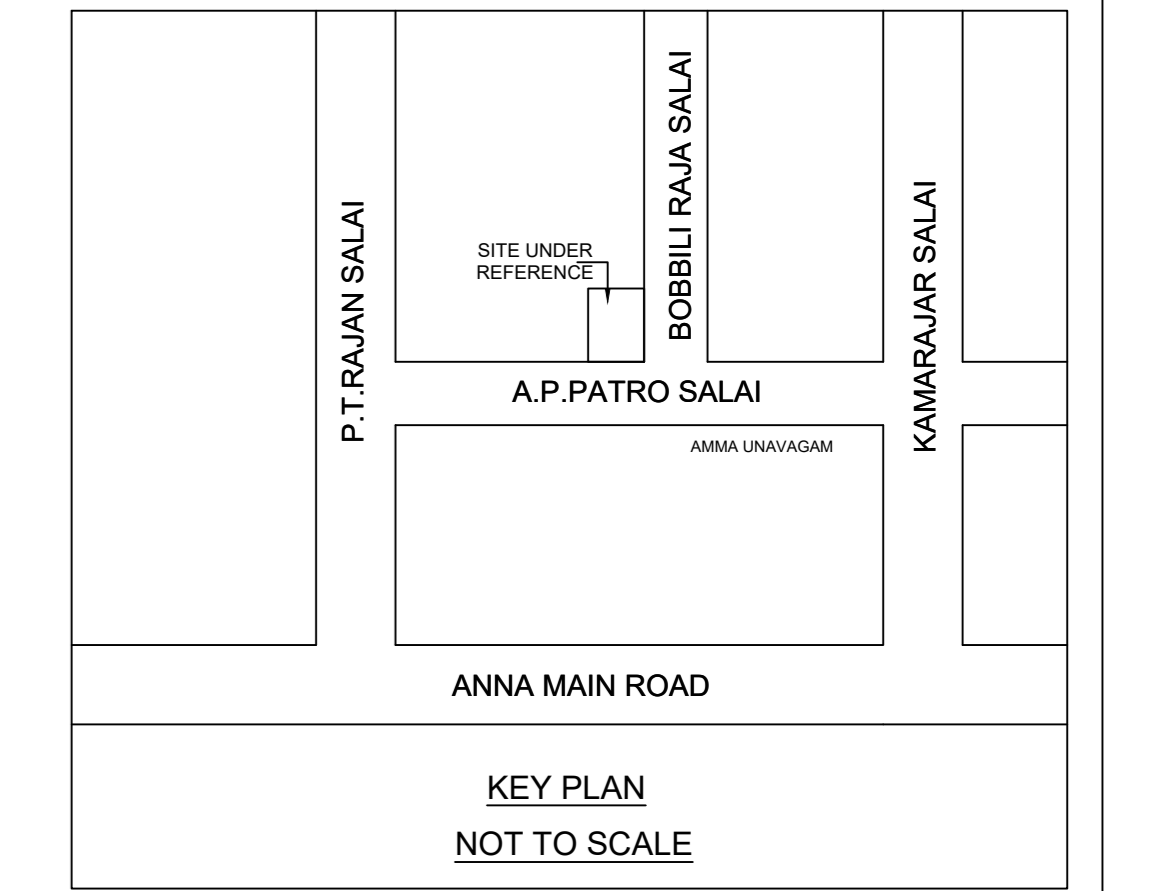 BOBBILI RAJA SALAI
KAMARAJAR SALAI
P.T.RAJAN SALAI
SITE UNDER
REFERENCE
A.P.PATRO SALAI
AMMA UNAVAGAM
ANNA MAIN ROAD
KEY PLAN
NOT TO SCALE